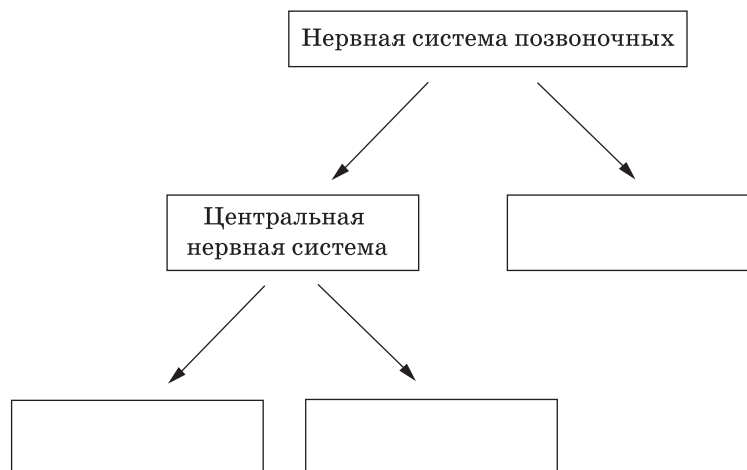 Нервная система позвоночных
Центральная
нервная система